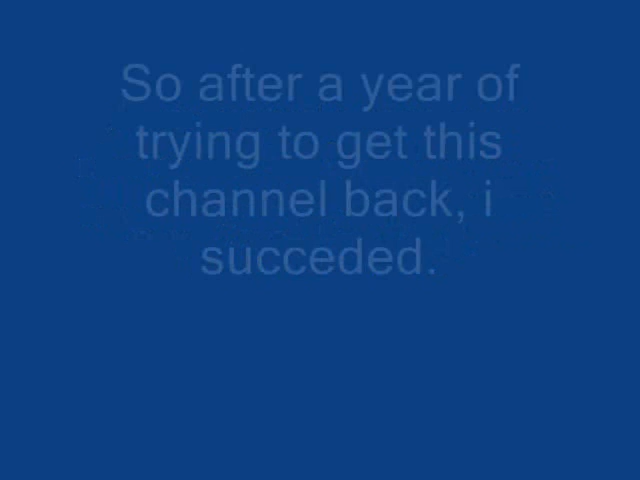 So after a year of
trying to get this
channel back, i
succeded.